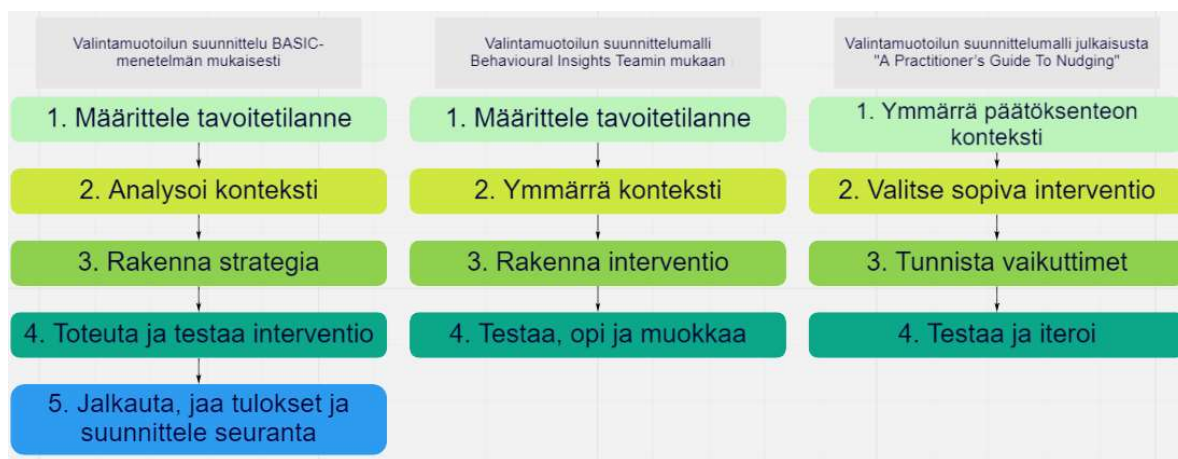 Valintamuotoilun suunnittelu BASIC-
menetelmän mukaisesti
1. Määrittele tavoitetilanne
2. Analysoi konteksti
3. Rakenna strategia
4. Toteuta ja testaa interventio
5. Jalkauta, jaa tulokset ja
suunnittele seuranta
Valintamuotoilun suunnittelumalli
Behavioural Insights Teamin mukaan
1. Määrittele tavoitetilanne
2. Ymmärrä konteksti
3. Rakenna interventio
4. Testaa, opi ja muokkaa
Valintamuotoilun suunnittelumalli julkaisusta
"A Practitioner's Guide To Nudging"
1. Ymmärrä päätöksenteon
konteksti
2. Valitse sopiva interventio
3. Tunnista vaikuttimet
4. Testaa ja iteroi